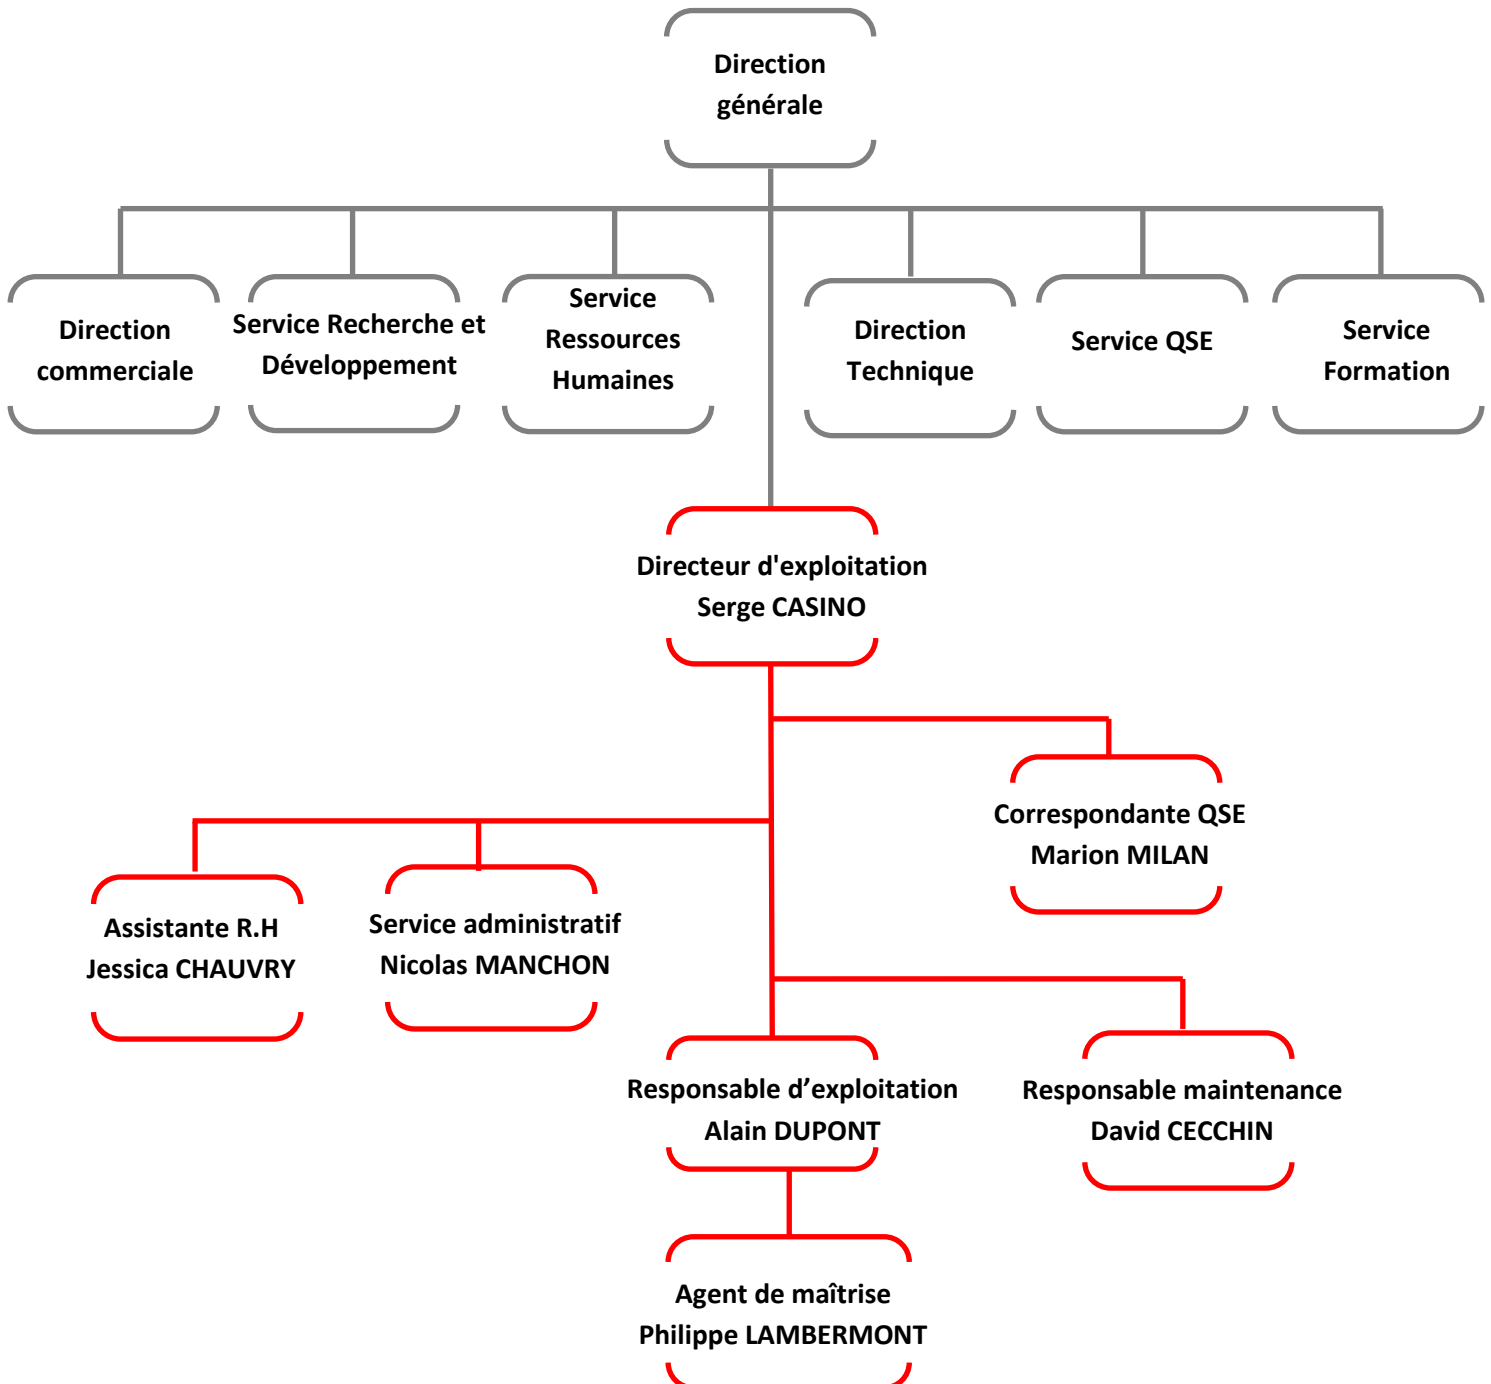 Direction
générale
Direction
commerciale
Service Recherche et
Développement
Service
Ressources
Humaines
Direction
Technique
Service QSE
Service
Formation
Directeur d'exploitation
Serge CASINO
Correspondante QSE
Marion MILAN
Assistante R.H
Jessica CHAUVRY
Service administratif
Nicolas MANCHON
Responsable d’exploitation
Alain DUPONT
Responsable maintenance
David CECCHIN
Agent de maîtrise
Philippe LAMBERMONT